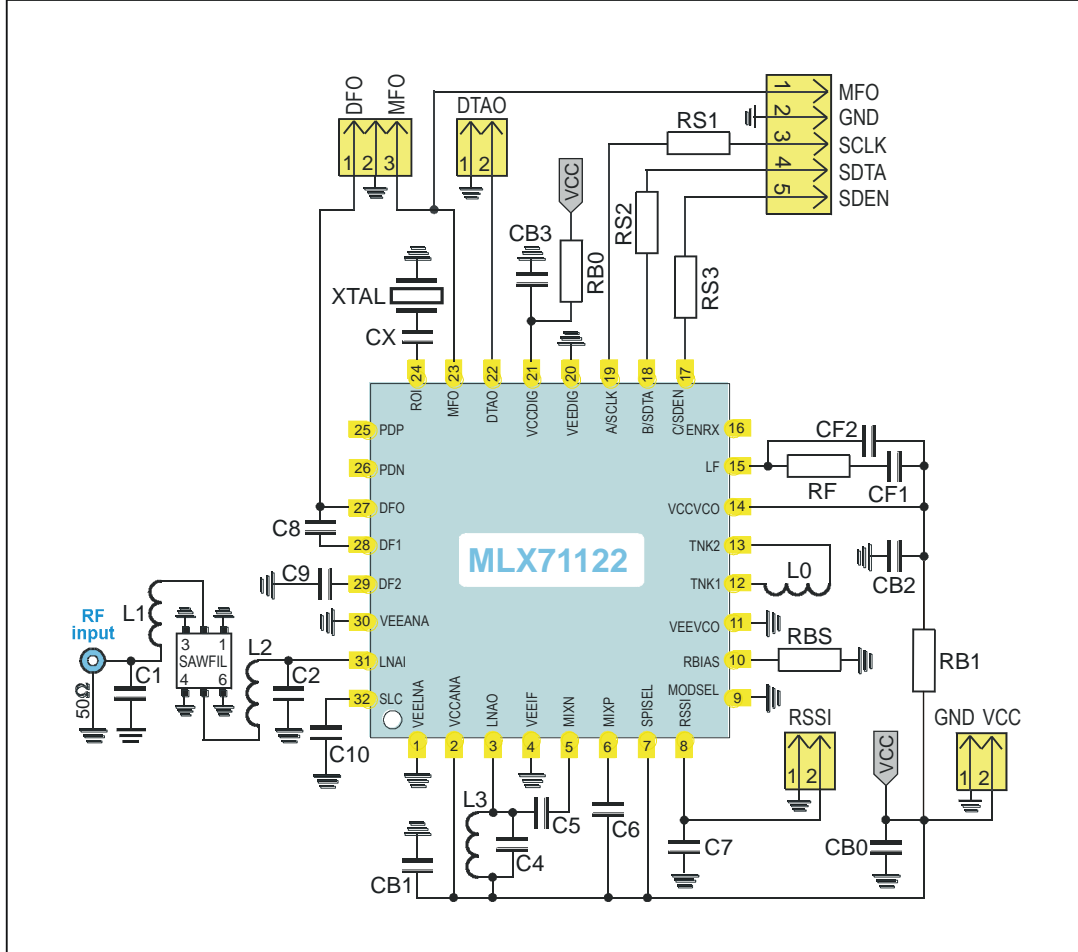 DFO
MFO
DTAO
1
2
3
1
2
1
2
3
4
5
MFO
GND
SCLK
SDTA
SDEN
RS1
RS2
RS3
VCC
CB3
RB0
XTAL
CX
24
23
22
21
20
19
18
17
ROI
MFO
DTAO
VCCDIG
VEEDIG
A/SCLK
B/SDTA
C/SDEN
25 PDP
26 PDN
27 DFO
28 DF1
29 DF2
30 VEEANA
31 LNAI
32 SLC
ENRX 16
LF 15
VCCVCO 14
TNK2 13
TNK1 12
VEEVCO 11
RBIAS 10
MODSEL 9
MLX71122
CF2
RF
CF1
CB2
L0
RBS
RB1
C8
C9
L1
RF
input
50Ω
C1
3 1
SAWFIL
4 6
L2
C2
C10
VEELNA
VCCANA
LNAO
VEEIF
MIXN
MIXP
SPISEL
RSSI
1
2
3
4
5
6
7
8
L3
C4
C5
C6
C7
CB1
RSSI
1
2
VCC
CB0
GND VCC
1
2